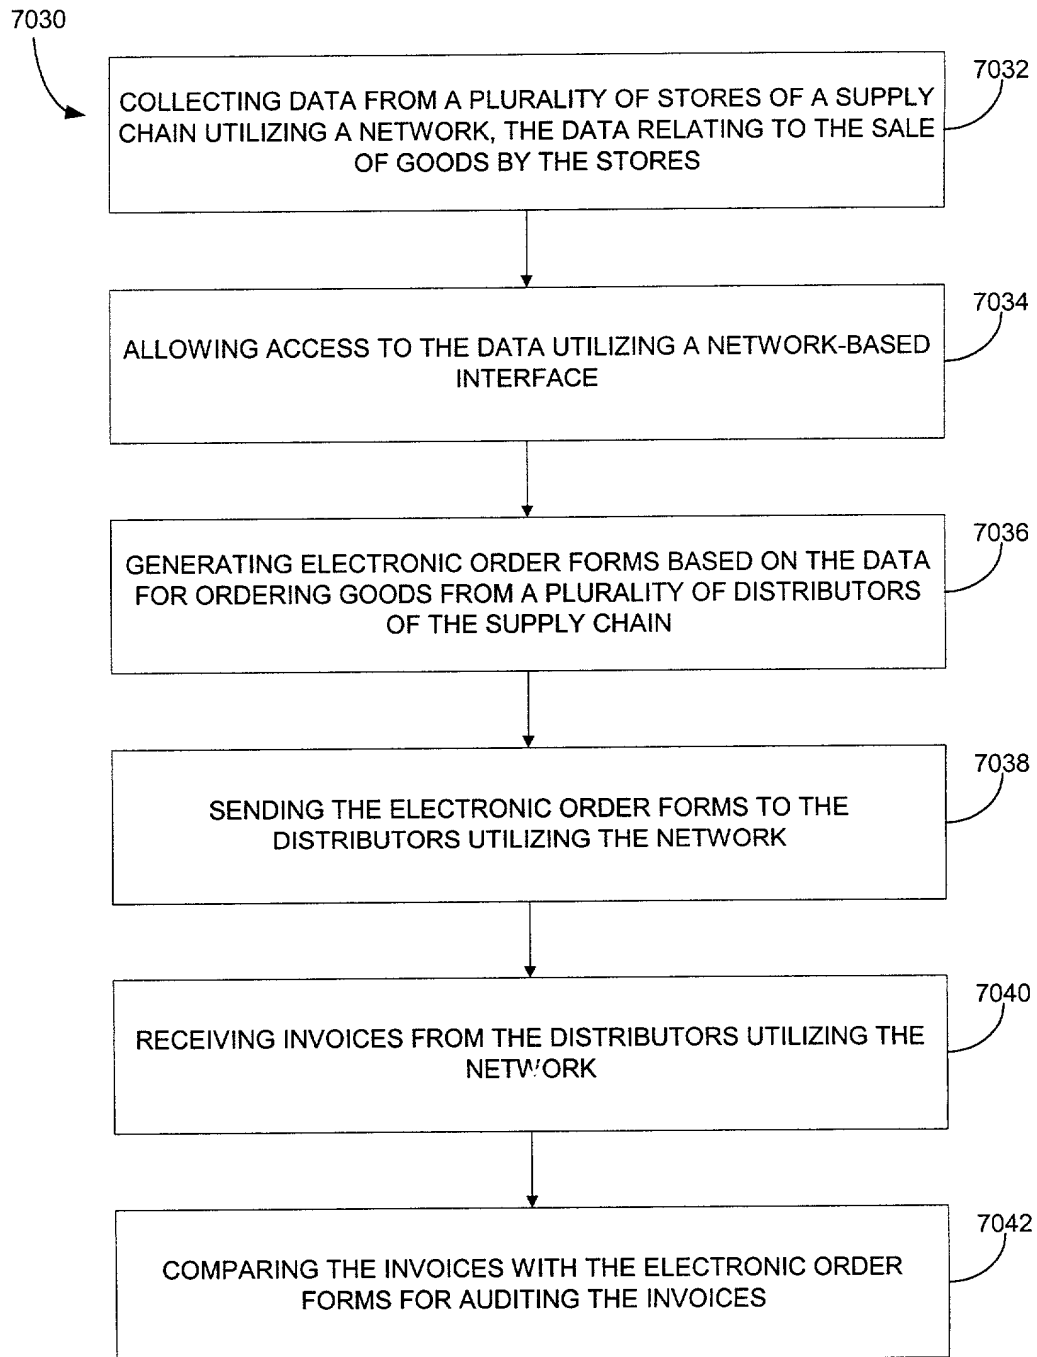 7030
7032
COLLECTING DATA FROM A PLURALITY OF STORES OF A SUPPLY
CHAIN UTILIZING A NETWORK, THE DATA RELATING TO THE SALE
OF GOODS BY THE STORES
7034
ALLOWING ACCESS TO THE DATA UTILIZING A NETWORK-BASED
INTERFACE
7036
GENERATING ELECTRONIC ORDER FORMS BASED ON THE DATA
FOR ORDERING GOODS FROM A PLURALITY OF DISTRIBUTORS
OF THE SUPPLY CHAIN
7038
SENDING THE ELECTRONIC ORDER FORMS TO THE
DISTRIBUTORS UTILIZING THE NETWORK
7040
RECEIVING INVOICES FROM THE DISTRIBUTORS UTILIZING THE
NETWORK
7042
COMPARING THE INVOICES WITH THE ELECTRONIC ORDER
FORMS FOR AUDITING THE INVOICES